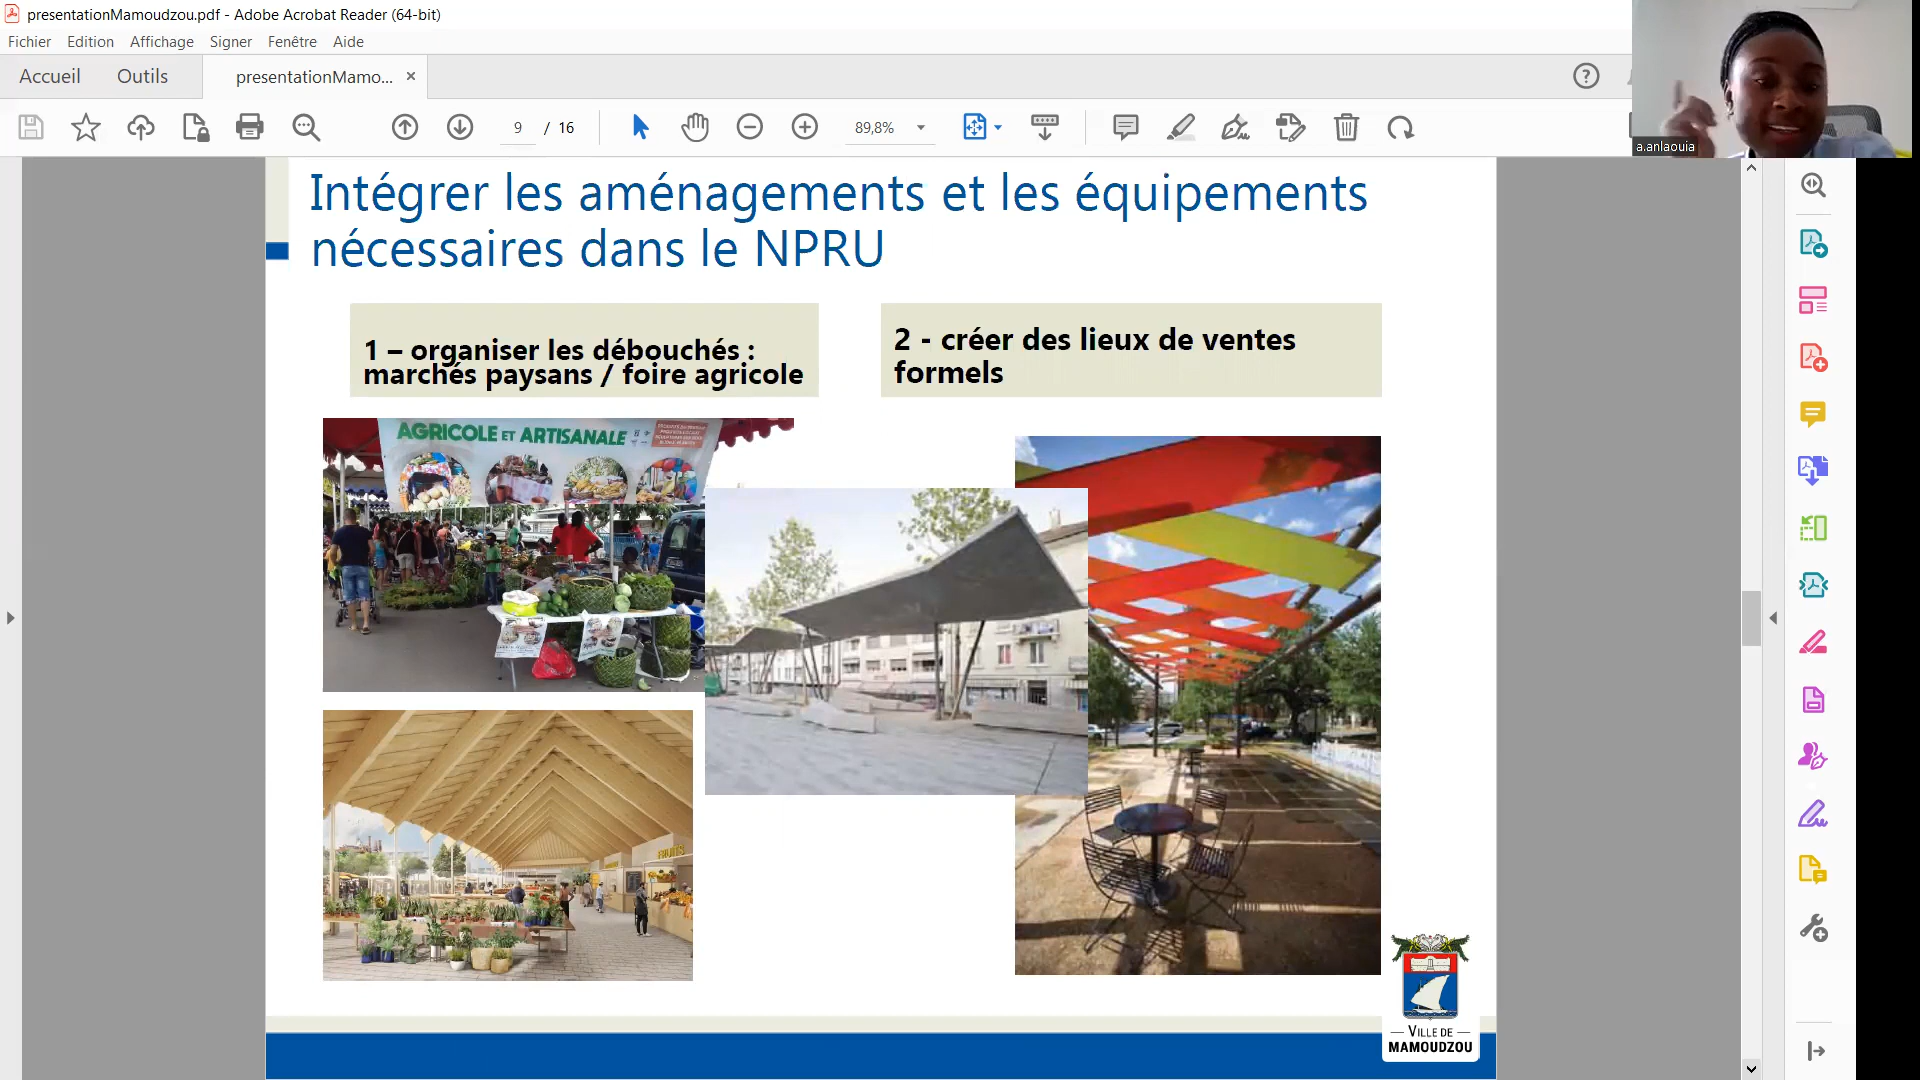 presentationMamoudzou.pdf - Adobe Acrobat Reader (64-bit)
Fichier Edition Affichage Signer Fenêtre Aide
Accueil Outils presentationMamo... ×
9 / 16 89,8%
a.anlaouia
Intégrer les aménagements et les équipements
nécessaires dans le NPRU
1 – organiser les débouchés :
marchés paysans / foire agricole
2 - créer des lieux de ventes
formels
AGRICOLE ET ARTISANALE
FRUITS
VILLE DE
MAMOUDZOU